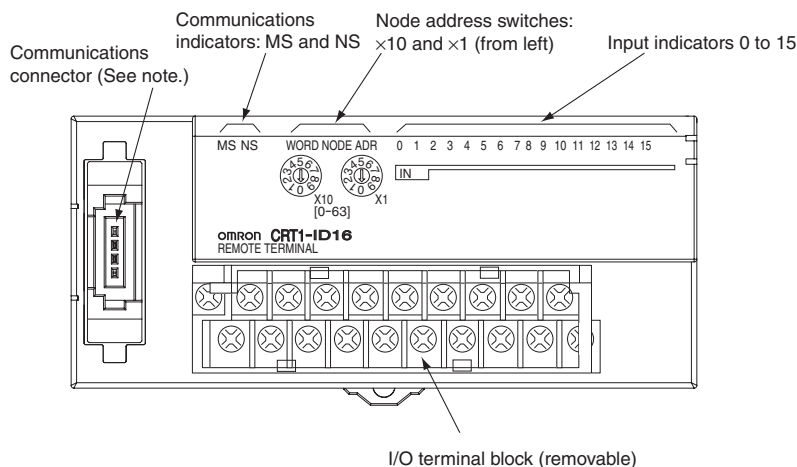 Communications
indicators: MS and NS
Node address switches:
×10 and ×1 (from left)
Input indicators 0 to 15
Communications
connector (See note.)
MS NS
WORD NODE ADR
0 1 2 3 4 5 6 7 8 9 10 11 12 13 14 15
IN
X10
[0-63]
X1
OMRON CRT1-ID16
REMOTE TERMINAL
I/O terminal block (removable)